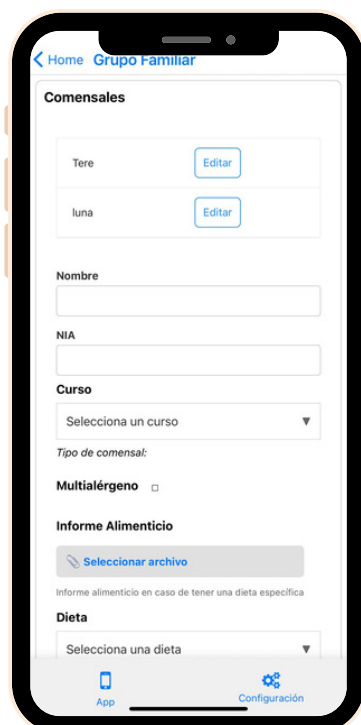 Home Grupo Familiar
Comensales
Tere Editar
luna Editar
Nombre
NIA
Curso
Selecciona un curso
Tipo de comensal:
Multialérgeno
Informe Alimenticio
Seleccionar archivo
Informe alimenticio en caso de tener una dieta específica
Dieta
Selecciona una dieta
App Configuración